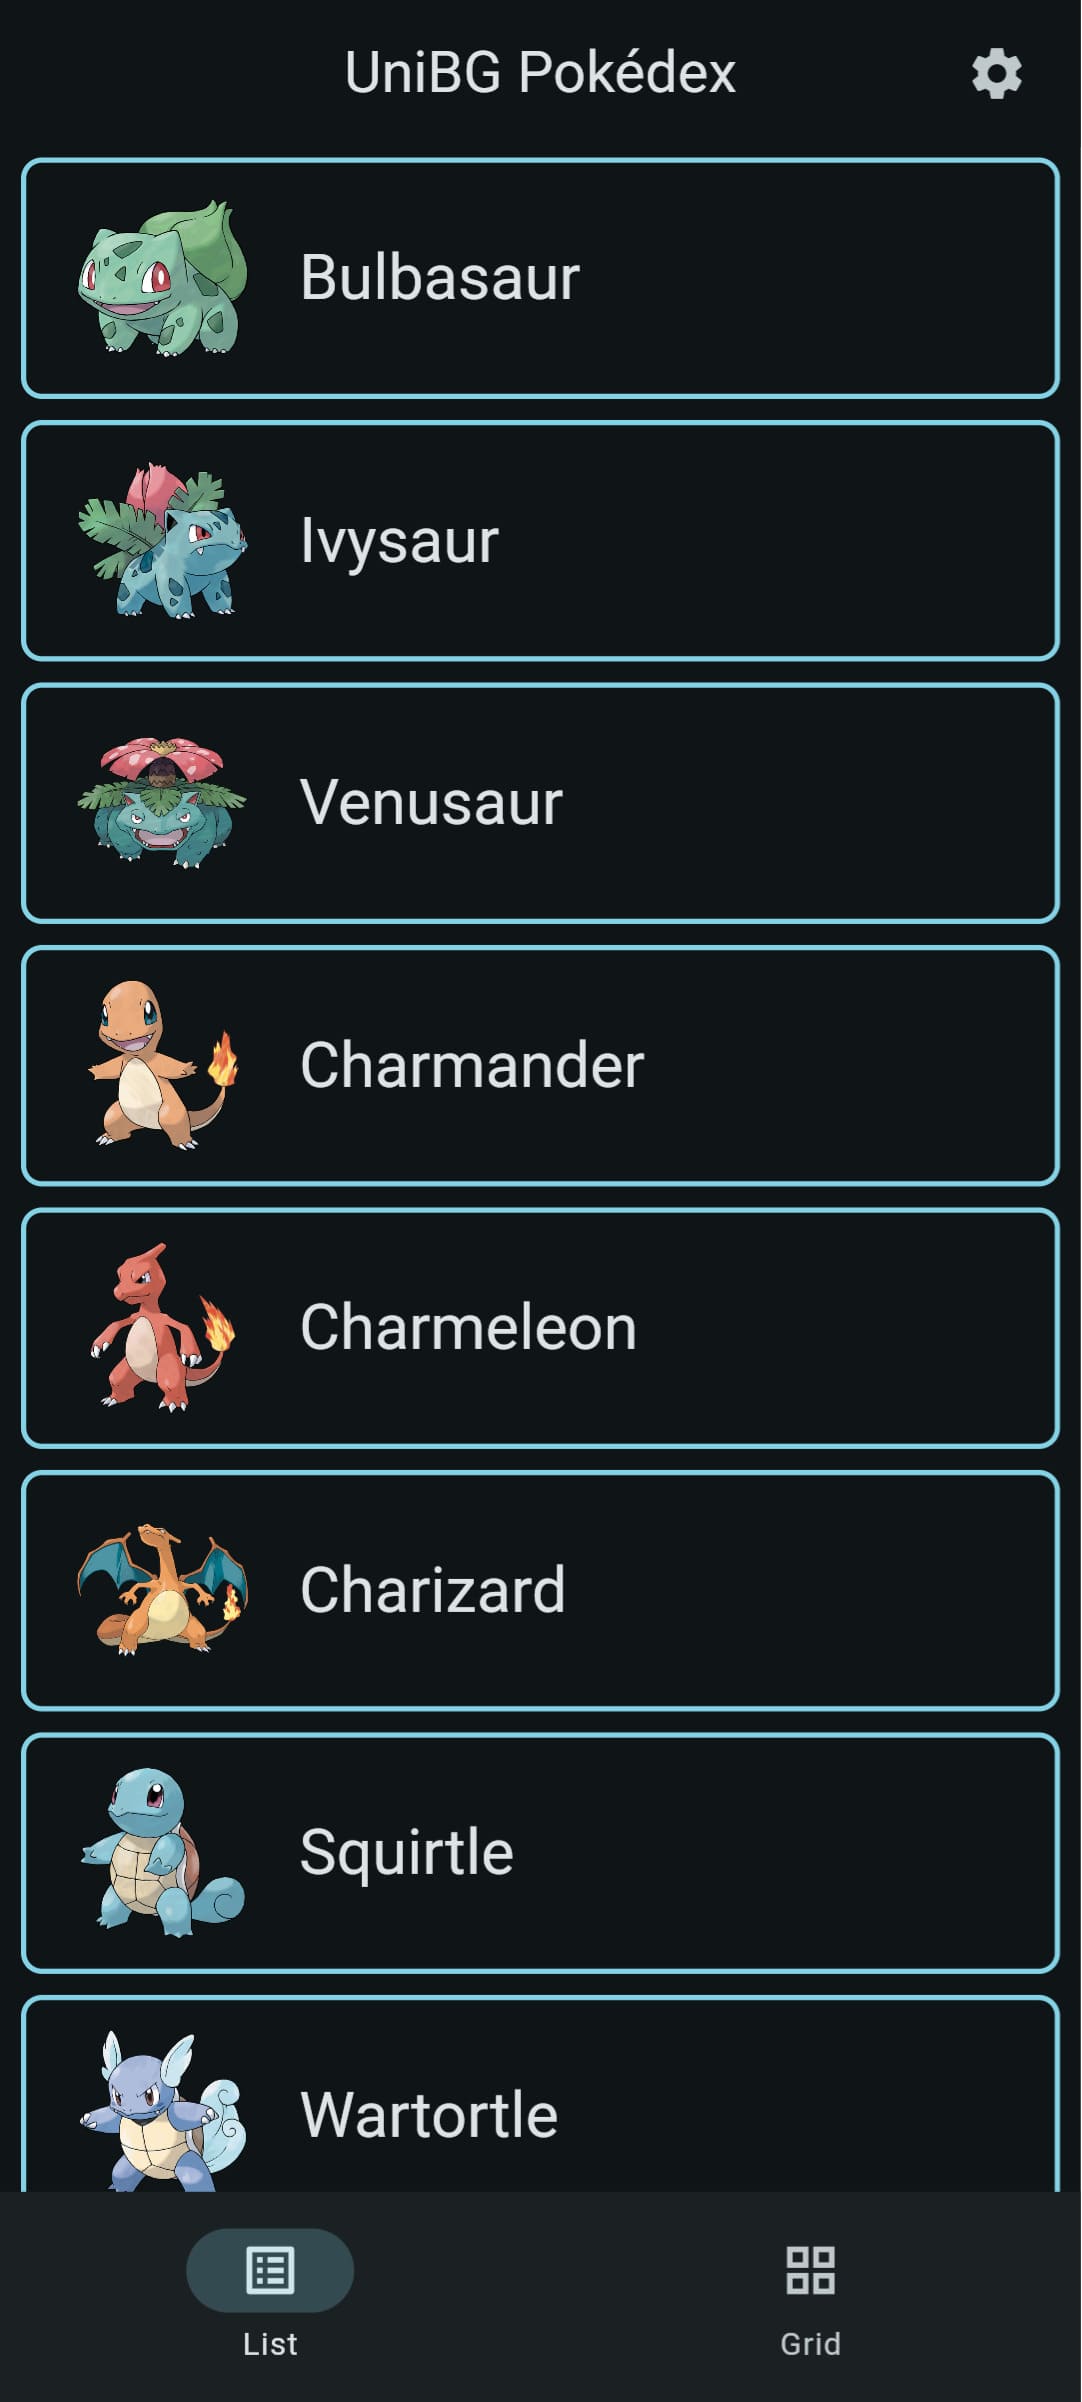 UniBG Pokédex
Bulbasaur
Ivysaur
Venusaur
Charmander
Charmeleon
Charizard
Squirtle
Wartortle
List
Grid